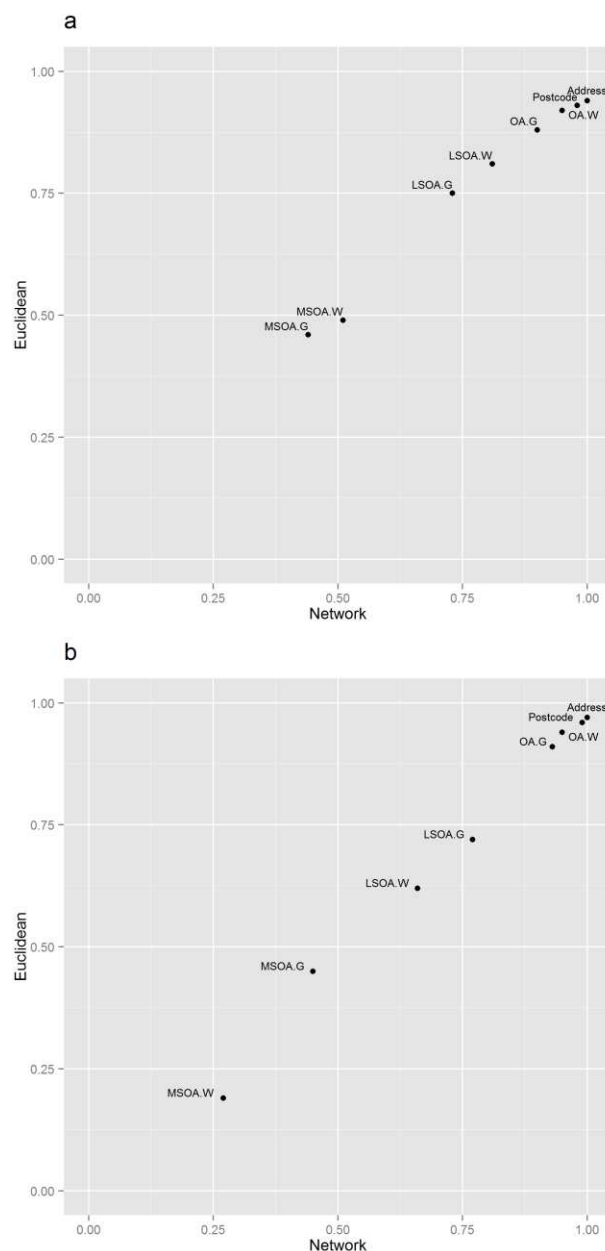 a
1.00
Address
Postcode
OA.W
OA.G
LSOA.W
0.75
LSOA.G
Euclidean
0.50
MSOA.W
MSOA.G
0.25
0.00
0.00 0.25 0.50 0.75 1.00
Network
b
1.00
Address
Postcode
OA.W
OA.G
0.75
LSOA.G
LSOA.W
Euclidean
0.50
MSOA.G
0.25
MSOA.W
0.00
0.00 0.25 0.50 0.75 1.00
Network